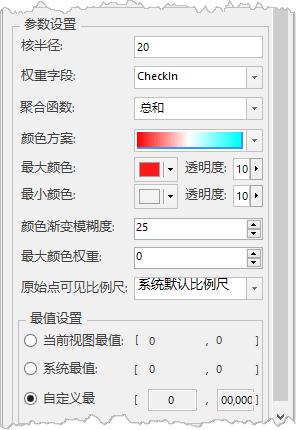 参数设置
核半径: 20
权重字段: CheckIn
聚合函数: 总和
颜色方案:
最大颜色: 透明度: 10
最小颜色: 透明度: 10
颜色渐变模糊度: 25
最大颜色权重: 0
原始点可见比例尺: 系统默认比例尺
最值设置
当前视图最值: [ 0 , 0 ]
系统最值: [ 0 , 0 ]
自定义最 [ 0 , 00,000 ]